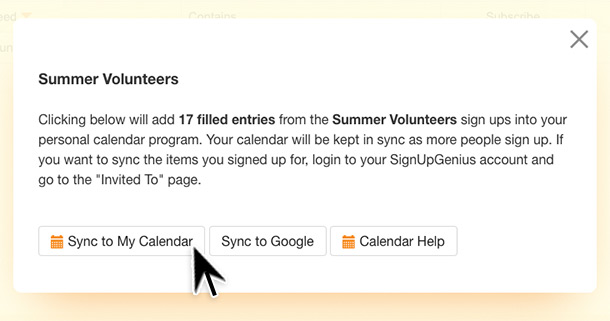 Contains
Subscribe
Summer Volunteers
Clicking below will add 17 filled entries from the Summer Volunteers sign ups into your
personal calendar program. Your calendar will be kept in sync as more people sign up. If
you want to sync the items you signed up for, login to your SignUpGenius account and
go to the "Invited To" page.
Sync to My Calendar Sync to Google Calendar Help